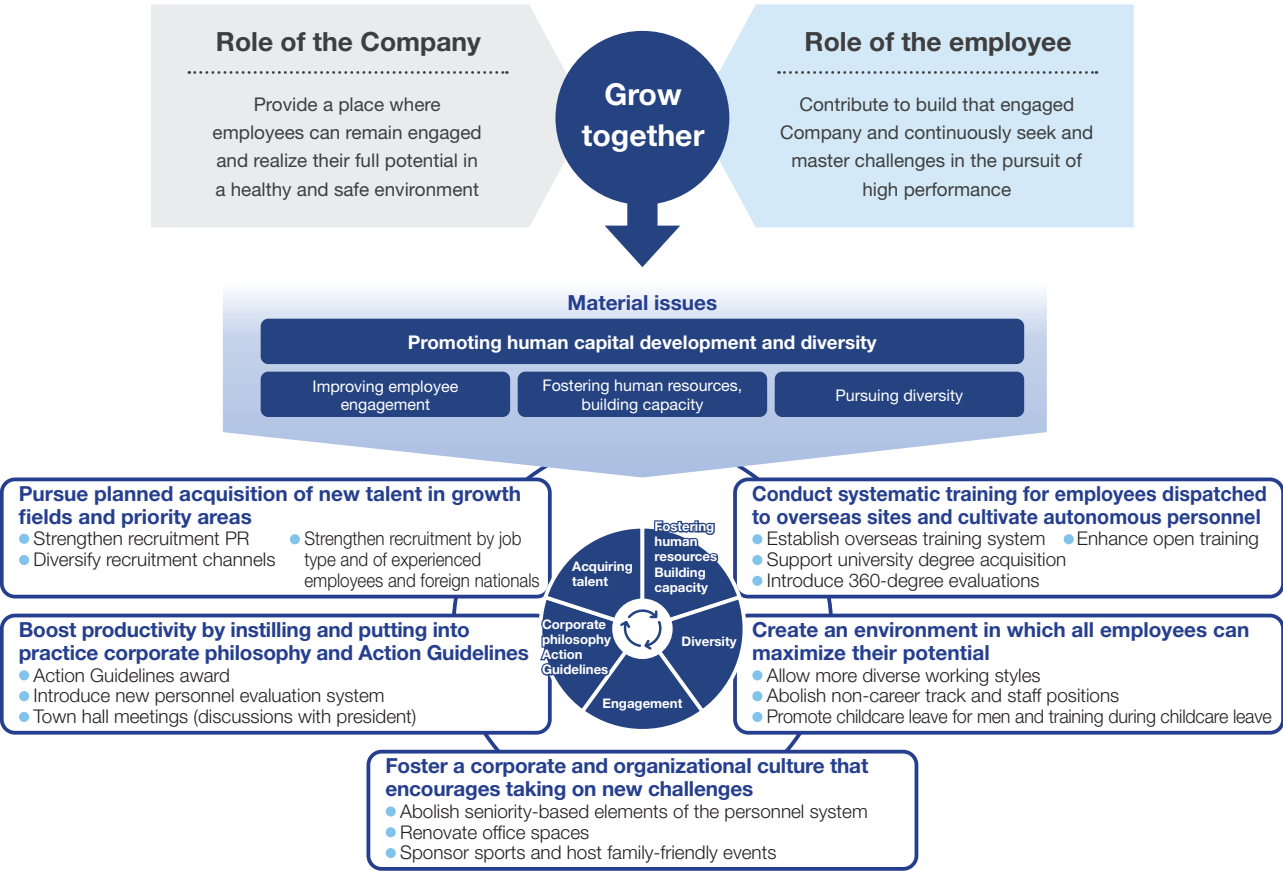 Role of the Company
Provide a place where
employees can remain engaged
and realize their full potential in
a healthy and safe environment
Grow
together
Role of the employee
Contribute to build that engaged
Company and continuously seek and
master challenges in the pursuit of
high performance
Material issues
Promoting human capital development and diversity
Improving employee
engagement
Fostering human resources,
building capacity
Pursuing diversity
Pursue planned acquisition of new talent in growth
fields and priority areas
Strengthen recruitment PR
Diversify recruitment channels
Strengthen recruitment by job
type and of experienced
employees and foreign nationals
Conduct systematic training for employees dispatched
to overseas sites and cultivate autonomous personnel
Establish overseas training system
Enhance open training
Support university degree acquisition
Introduce 360-degree evaluations
Acquiring
talent
Fostering
human
resources
Building
capacity
Corporate
philosophy
Action
Guidelines
Diversity
Engagement
Boost productivity by instilling and putting into
practice corporate philosophy and Action Guidelines
Action Guidelines award
Introduce new personnel evaluation system
Town hall meetings (discussions with president)
Create an environment in which all employees can
maximize their potential
Allow more diverse working styles
Abolish non-career track and staff positions
Promote childcare leave for men and training during childcare leave
Foster a corporate and organizational culture that
encourages taking on new challenges
Abolish seniority-based elements of the personnel system
Renovate office spaces
Sponsor sports and host family-friendly events